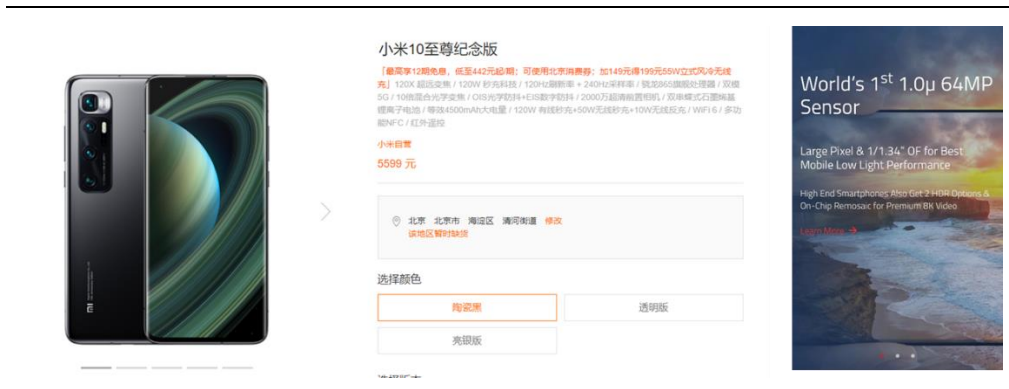 小米10至尊纪念版
「最高享12期免息，低至442元起/期；可使用北京消费券；加149元得199元55W立式风冷无线
充」120X 超远变焦 / 120W 秒充科技 / 120Hz刷新率 + 240Hz采样率 / 骁龙865旗舰处理器 / 双模
5G / 10倍混合光学变焦 / OIS光学防抖+EIS数字防抖 / 2000万超清前置相机 / 双串蝶式石墨烯基
锂离子电池 / 等效4500mAh大电量 / 120W 有线秒充+50W无线秒充+10W无线反充 / WiFi 6 / 多功
能NFC / 红外遥控
小米自营
5599 元
北京 北京市 海淀区 清河街道 修改
该地区暂时缺货
选择颜色
陶瓷黑
透明版
亮银版
选择版本
World's 1st 1.0μ 64MP
Sensor
Large Pixel & 1/1.34" OF for Best
Mobile Low Light Performance
High End Smartphones Also Get 2 HDR Options &
On-Chip Remosaic for Premium 8K Video
Learn More →